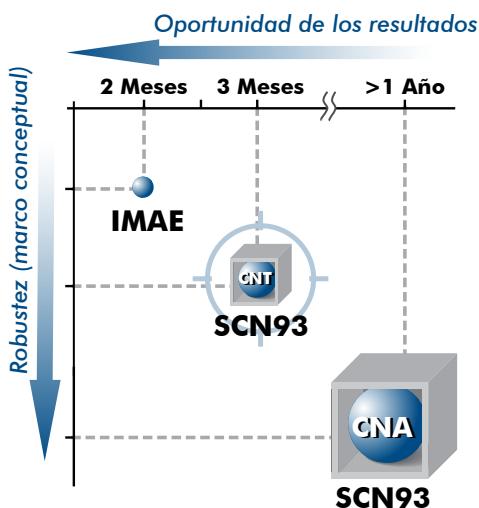 Oportunidad de los resultados
2 Meses 3 Meses >1 Año
Robustez (marco conceptual)
IMAE
CNT
SCN93
CNA
SCN93